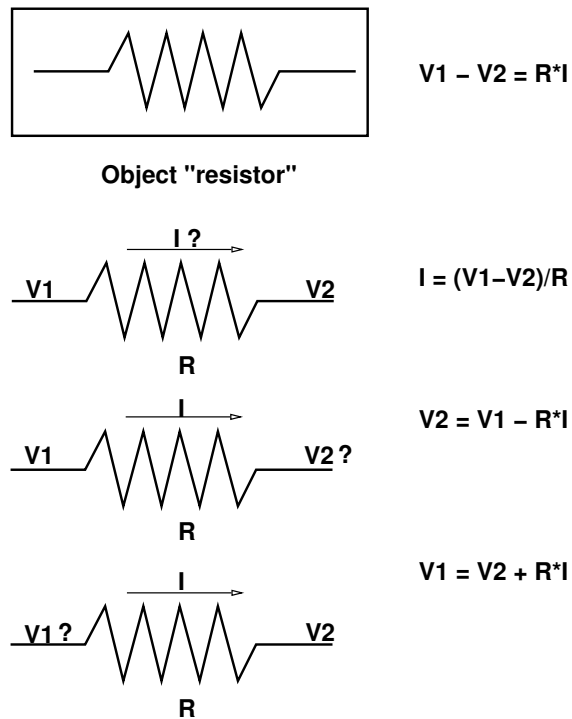 V1 − V2 = R*I
Object "resistor"
I ?
V1
V2
I = (V1−V2)/R
R
I
V2 = V1 − R*I
V1
V2 ?
R
V1 = V2 + R*I
I
V1 ?
V2
R